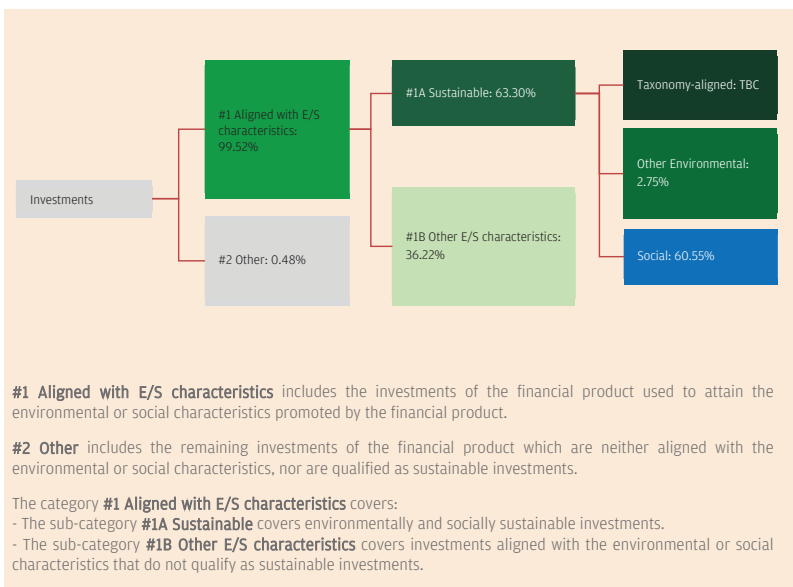 Investments
#1 Aligned with E/S
characteristics:
99.52%
#2 Other: 0.48%
#1A Sustainable: 63.30%
#1B Other E/S characteristics:
36.22%
Taxonomy-aligned: TBC
Other Environmental:
2.75%
Social: 60.55%
#1 Aligned with E/S characteristics includes the investments of the financial product used to attain the
environmental or social characteristics promoted by the financial product.
#2 Other includes the remaining investments of the financial product which are neither aligned with the
environmental or social characteristics, nor are qualified as sustainable investments.
The category #1 Aligned with E/S characteristics covers:
- The sub-category #1A Sustainable covers environmentally and socially sustainable investments.
- The sub-category #1B Other E/S characteristics covers investments aligned with the environmental or social
characteristics that do not qualify as sustainable investments.